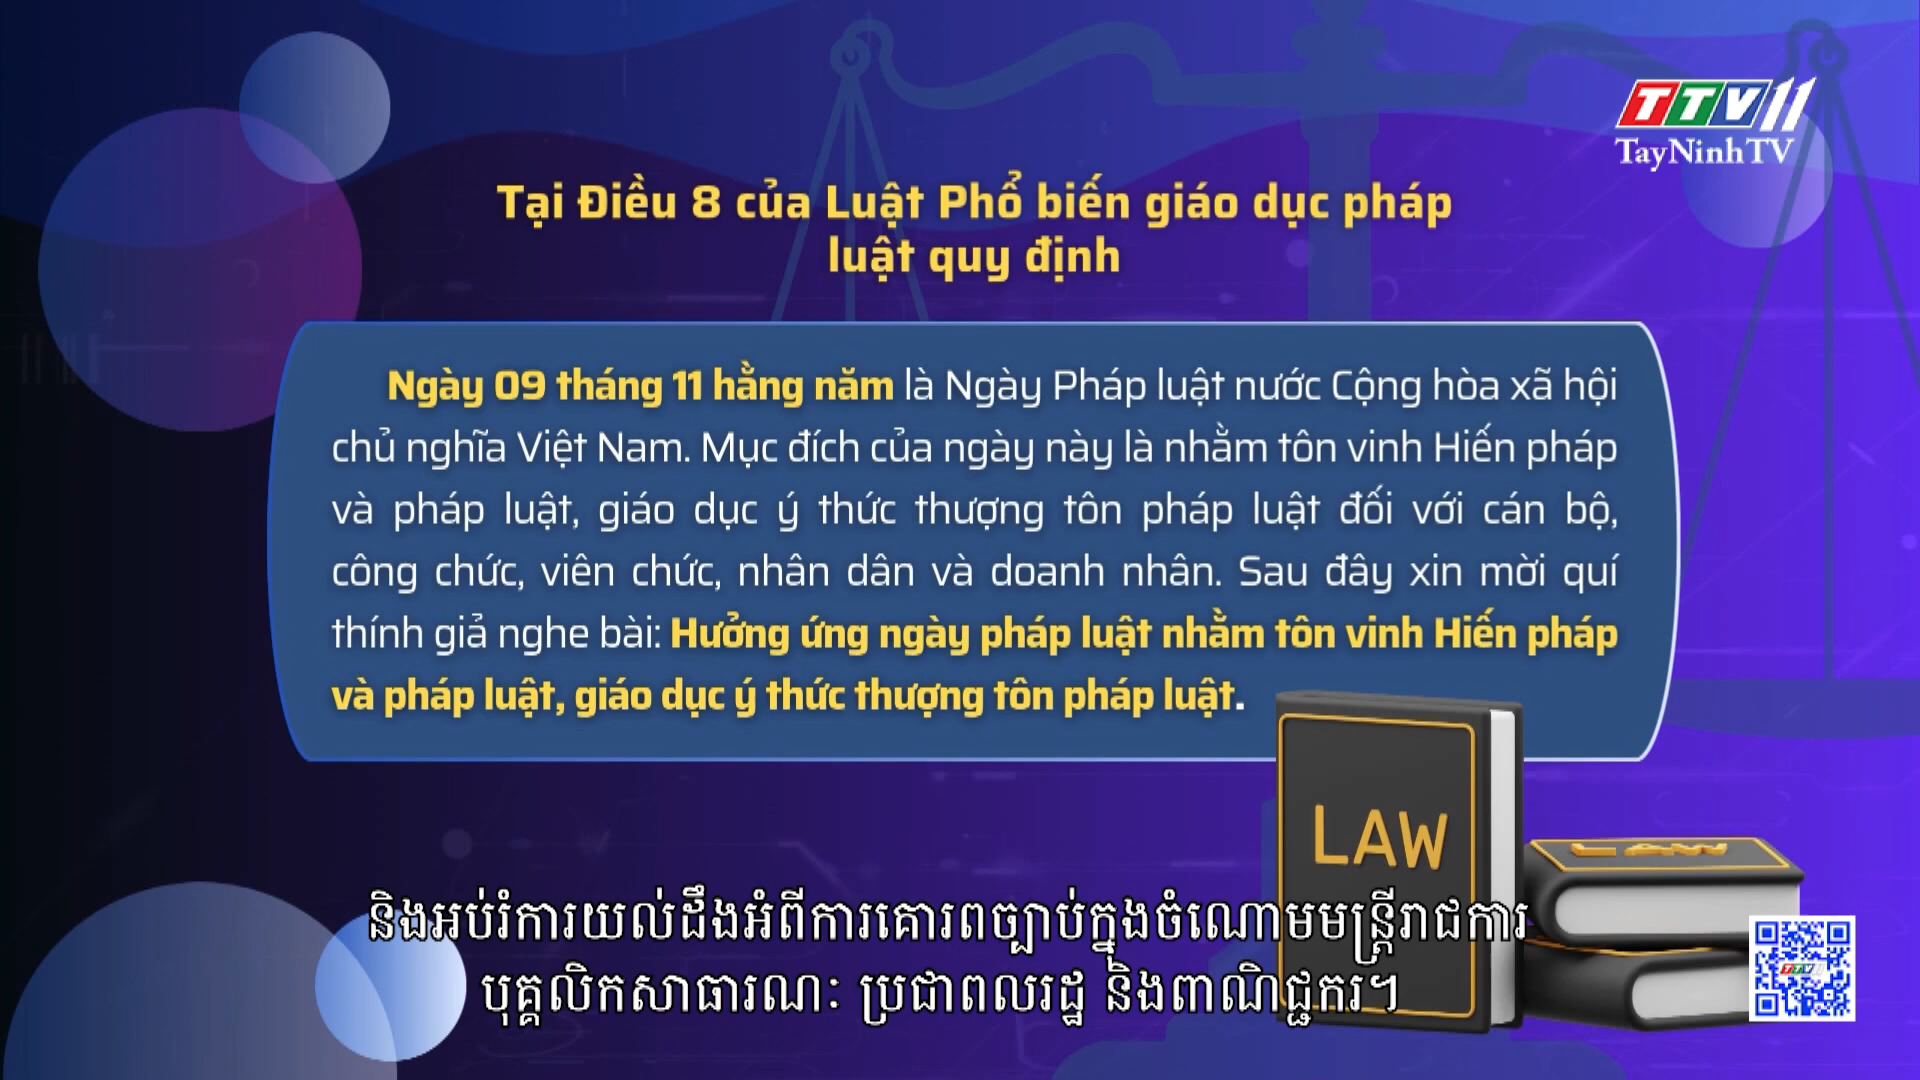 TTV11
TayNinhTV
Tại Điều 8 của Luật Phổ biến giáo dục pháp
luật quy định
Ngày 09 tháng 11 hằng năm là Ngày Pháp luật nước Cộng hòa xã hội
chủ nghĩa Việt Nam. Mục đích của ngày này là nhằm tôn vinh Hiến pháp
và pháp luật, giáo dục ý thức thượng tôn pháp luật đối với cán bộ,
công chức, viên chức, nhân dân và doanh nhân. Sau đây xin mời quí
thính giả nghe bài: Hưởng ứng ngày pháp luật nhằm tôn vinh Hiến pháp
và pháp luật, giáo dục ý thức thượng tôn pháp luật.
LAW
LAW
និងអប់រំការយល់ដឹងអំពីការគោរពច្បាប់ក្នុងចំណោមមន្ត្រីរាជការ
បុគ្គលិកសាធារណៈ ប្រជាពលរដ្ឋ និងពាណិជ្ជករ។
TTV11